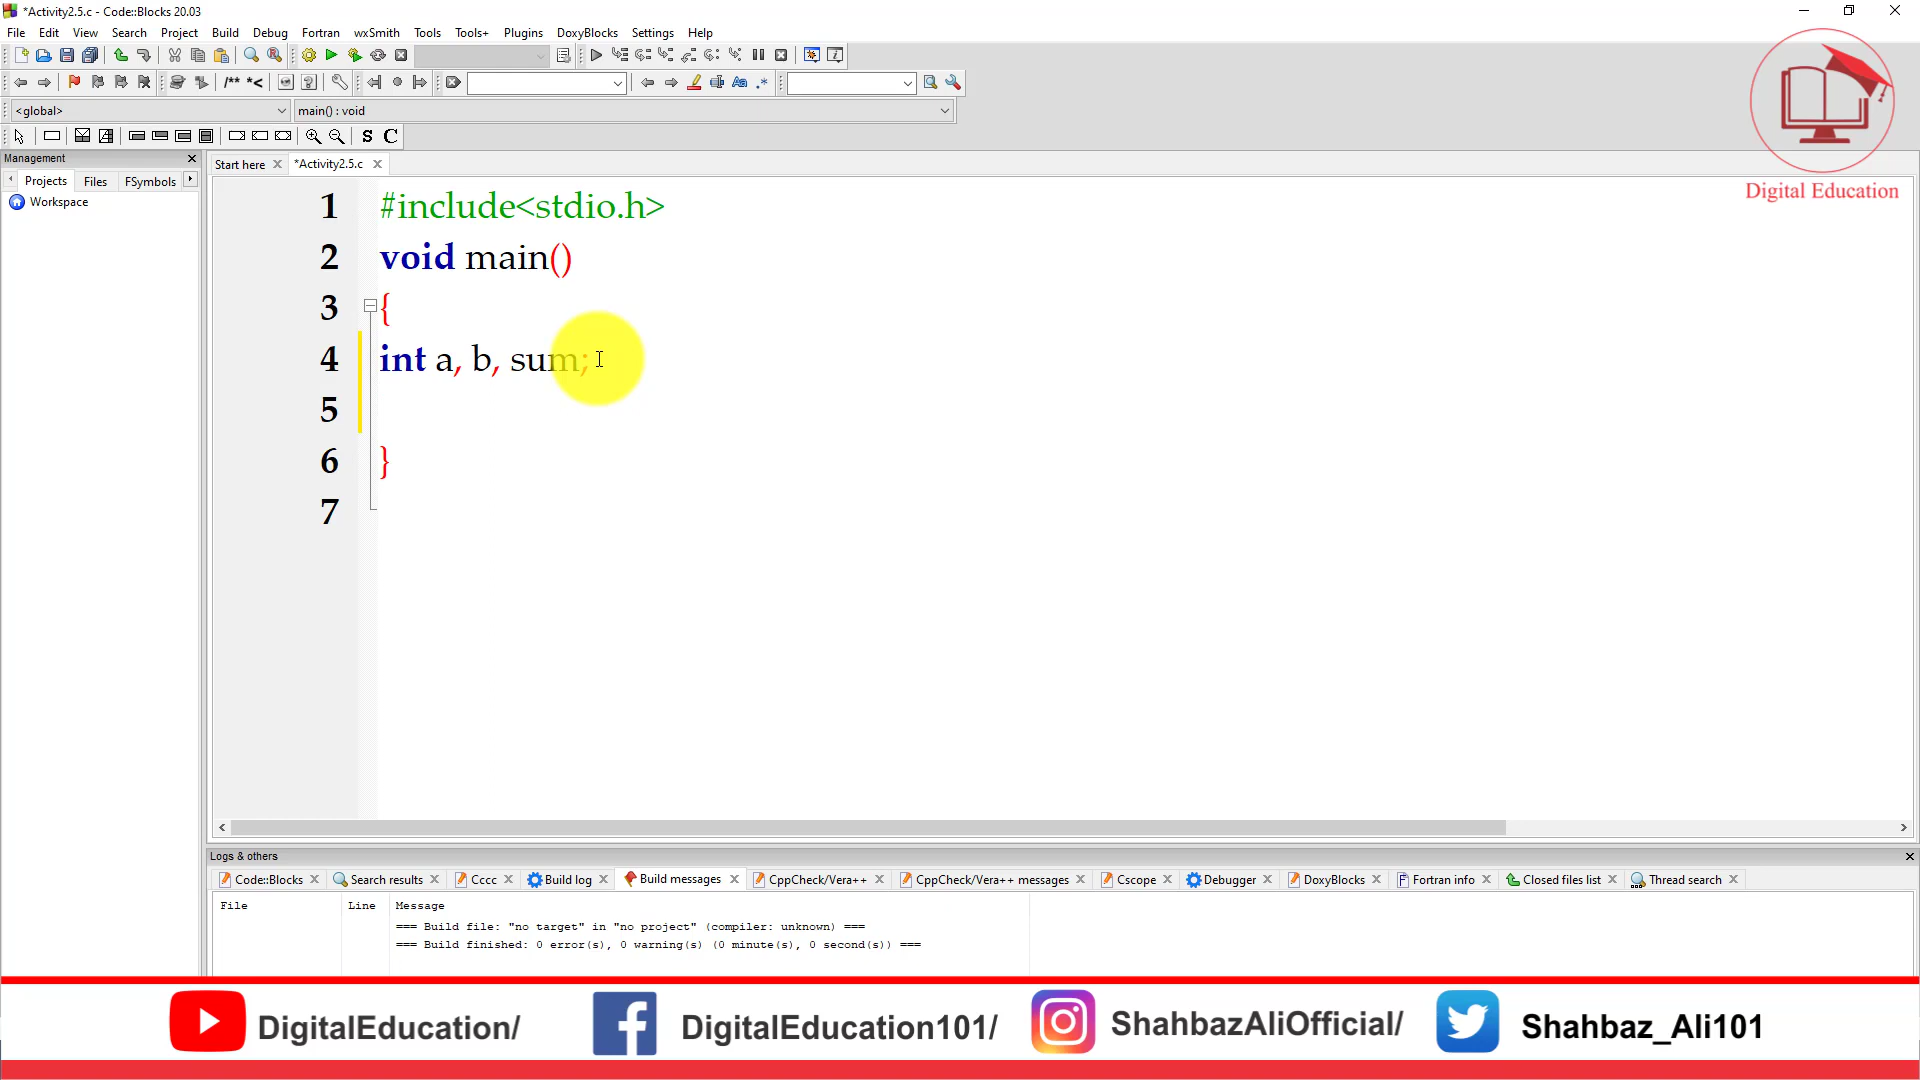 *Activity2.5.c - Code::Blocks 20.03
File Edit View Search Project Build Debug Fortran wxSmith Tools Tools+ Plugins DoxyBlocks Settings Help
/** *< Aa .*
<global> main() : void
S C
Management
Projects Files FSymbols
Workspace
Start here *Activity2.5.c
1 #include<stdio.h>
2 void main()
3 {
4 int a, b, sum;
5
6 }
7
Digital Education
Logs & others
Code::Blocks Search results Cccc Build log Build messages CppCheck/Vera++ CppCheck/Vera++ messages Cscope Debugger DoxyBlocks Fortran info Closed files list Thread search
File Line Message
=== Build file: "no target" in "no project" (compiler: unknown) ===
=== Build finished: 0 error(s), 0 warning(s) (0 minute(s), 0 second(s)) ===
DigitalEducation/ DigitalEducation101/ ShahbazAliOfficial/ Shahbaz_Ali101